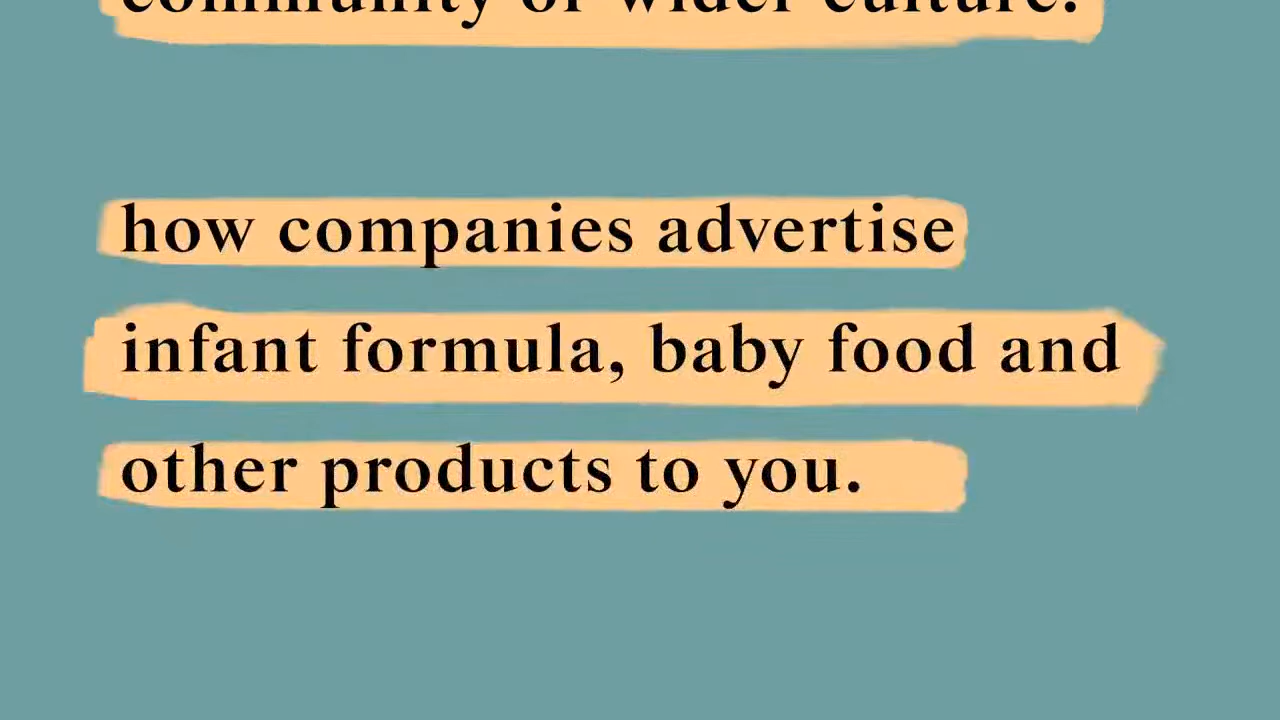 community or wider culture.
how companies advertise
infant formula, baby food and
other products to you.